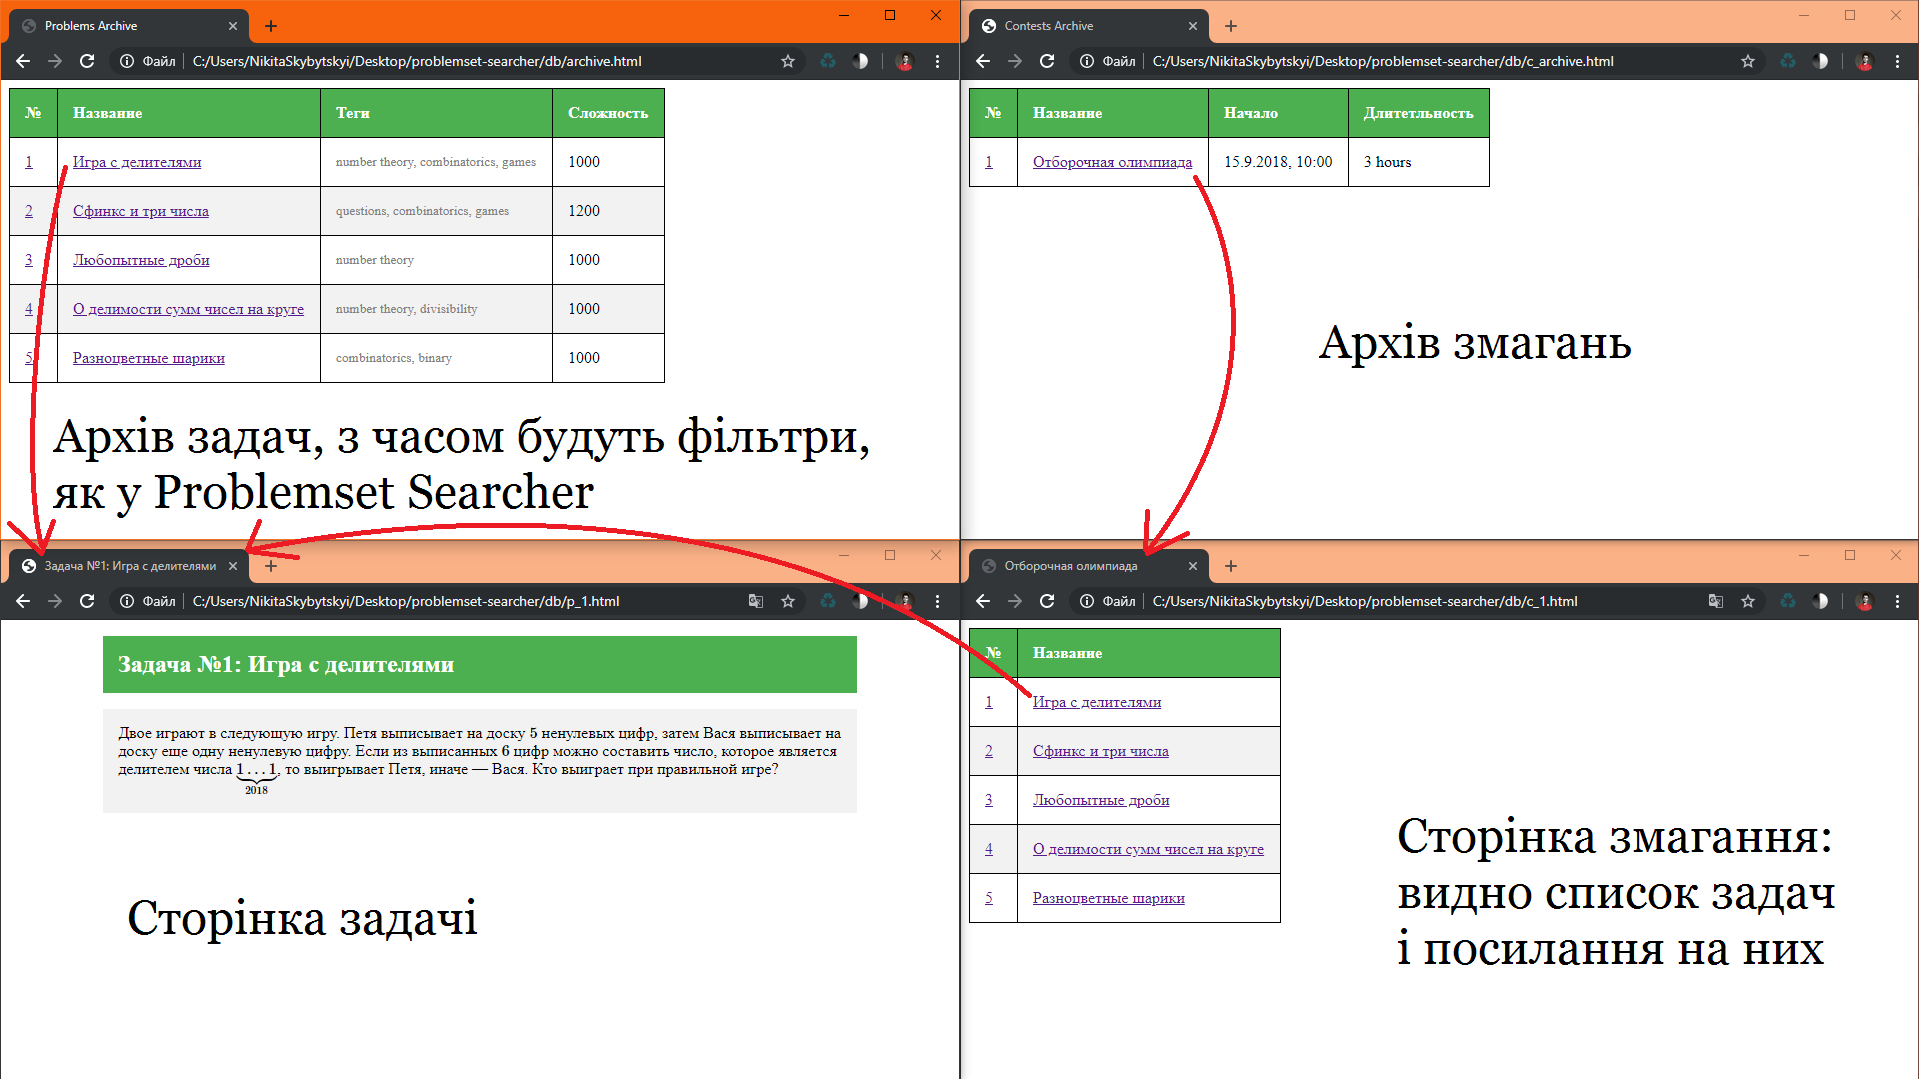 Problems Archive
Файл C:/Users/NikitaSkybytskyi/Desktop/problemset-searcher/db/archive.html
№ Название Теги Сложность
1 Игра с делителями number theory, combinatorics, games 1000
2 Сфинкс и три числа questions, combinatorics, games 1200
3 Любопытные дроби number theory 1000
4 О делимости сумм чисел на круге number theory, divisibility 1000
5 Разноцветные шарики combinatorics, binary 1000
Архів задач, з часом будуть фільтри,
як у Problemset Searcher
Contests Archive
Файл C:/Users/NikitaSkybytskyi/Desktop/problemset-searcher/db/c_archive.html
№ Название Начало Длитетльность
1 Отборочная олимпиада 15.9.2018, 10:00 3 hours
Архів змагань
Задача №1: Игра с делителями
Файл C:/Users/NikitaSkybytskyi/Desktop/problemset-searcher/db/p_1.html
Задача №1: Игра с делителями
Двое играют в следующую игру. Петя выписывает на доску 5 ненулевых цифр, затем Вася выписывает на
доску еще одну ненулевую цифру. Если из выписанных 6 цифр можно составить число, которое является
делителем числа 1…1, то выигрывает Петя, иначе — Вася. Кто выиграет при правильной игре?
2018
Сторінка задачі
Отборочная олимпиада
Файл C:/Users/NikitaSkybytskyi/Desktop/problemset-searcher/db/c_1.html
№ Название
1 Игра с делителями
2 Сфинкс и три числа
3 Любопытные дроби
4 О делимости сумм чисел на круге
5 Разноцветные шарики
Сторінка змагання:
видно список задач
і посилання на них